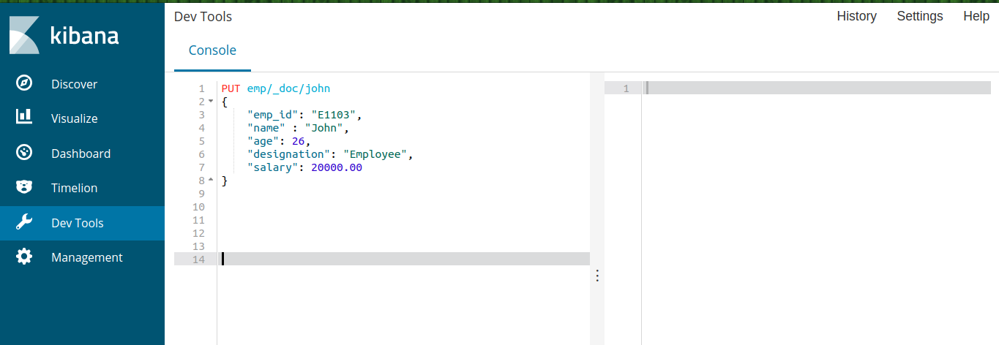 kibana
Discover
Visualize
Dashboard
Timelion
Dev Tools
Management
Dev Tools
History Settings Help
Console
1 PUT emp/_doc/john
2 {
3 "emp_id": "E1103",
4 "name" : "John",
5 "age": 26,
6 "designation": "Employee",
7 "salary": 20000.00
8 }
9
10
11
12
13
14
1